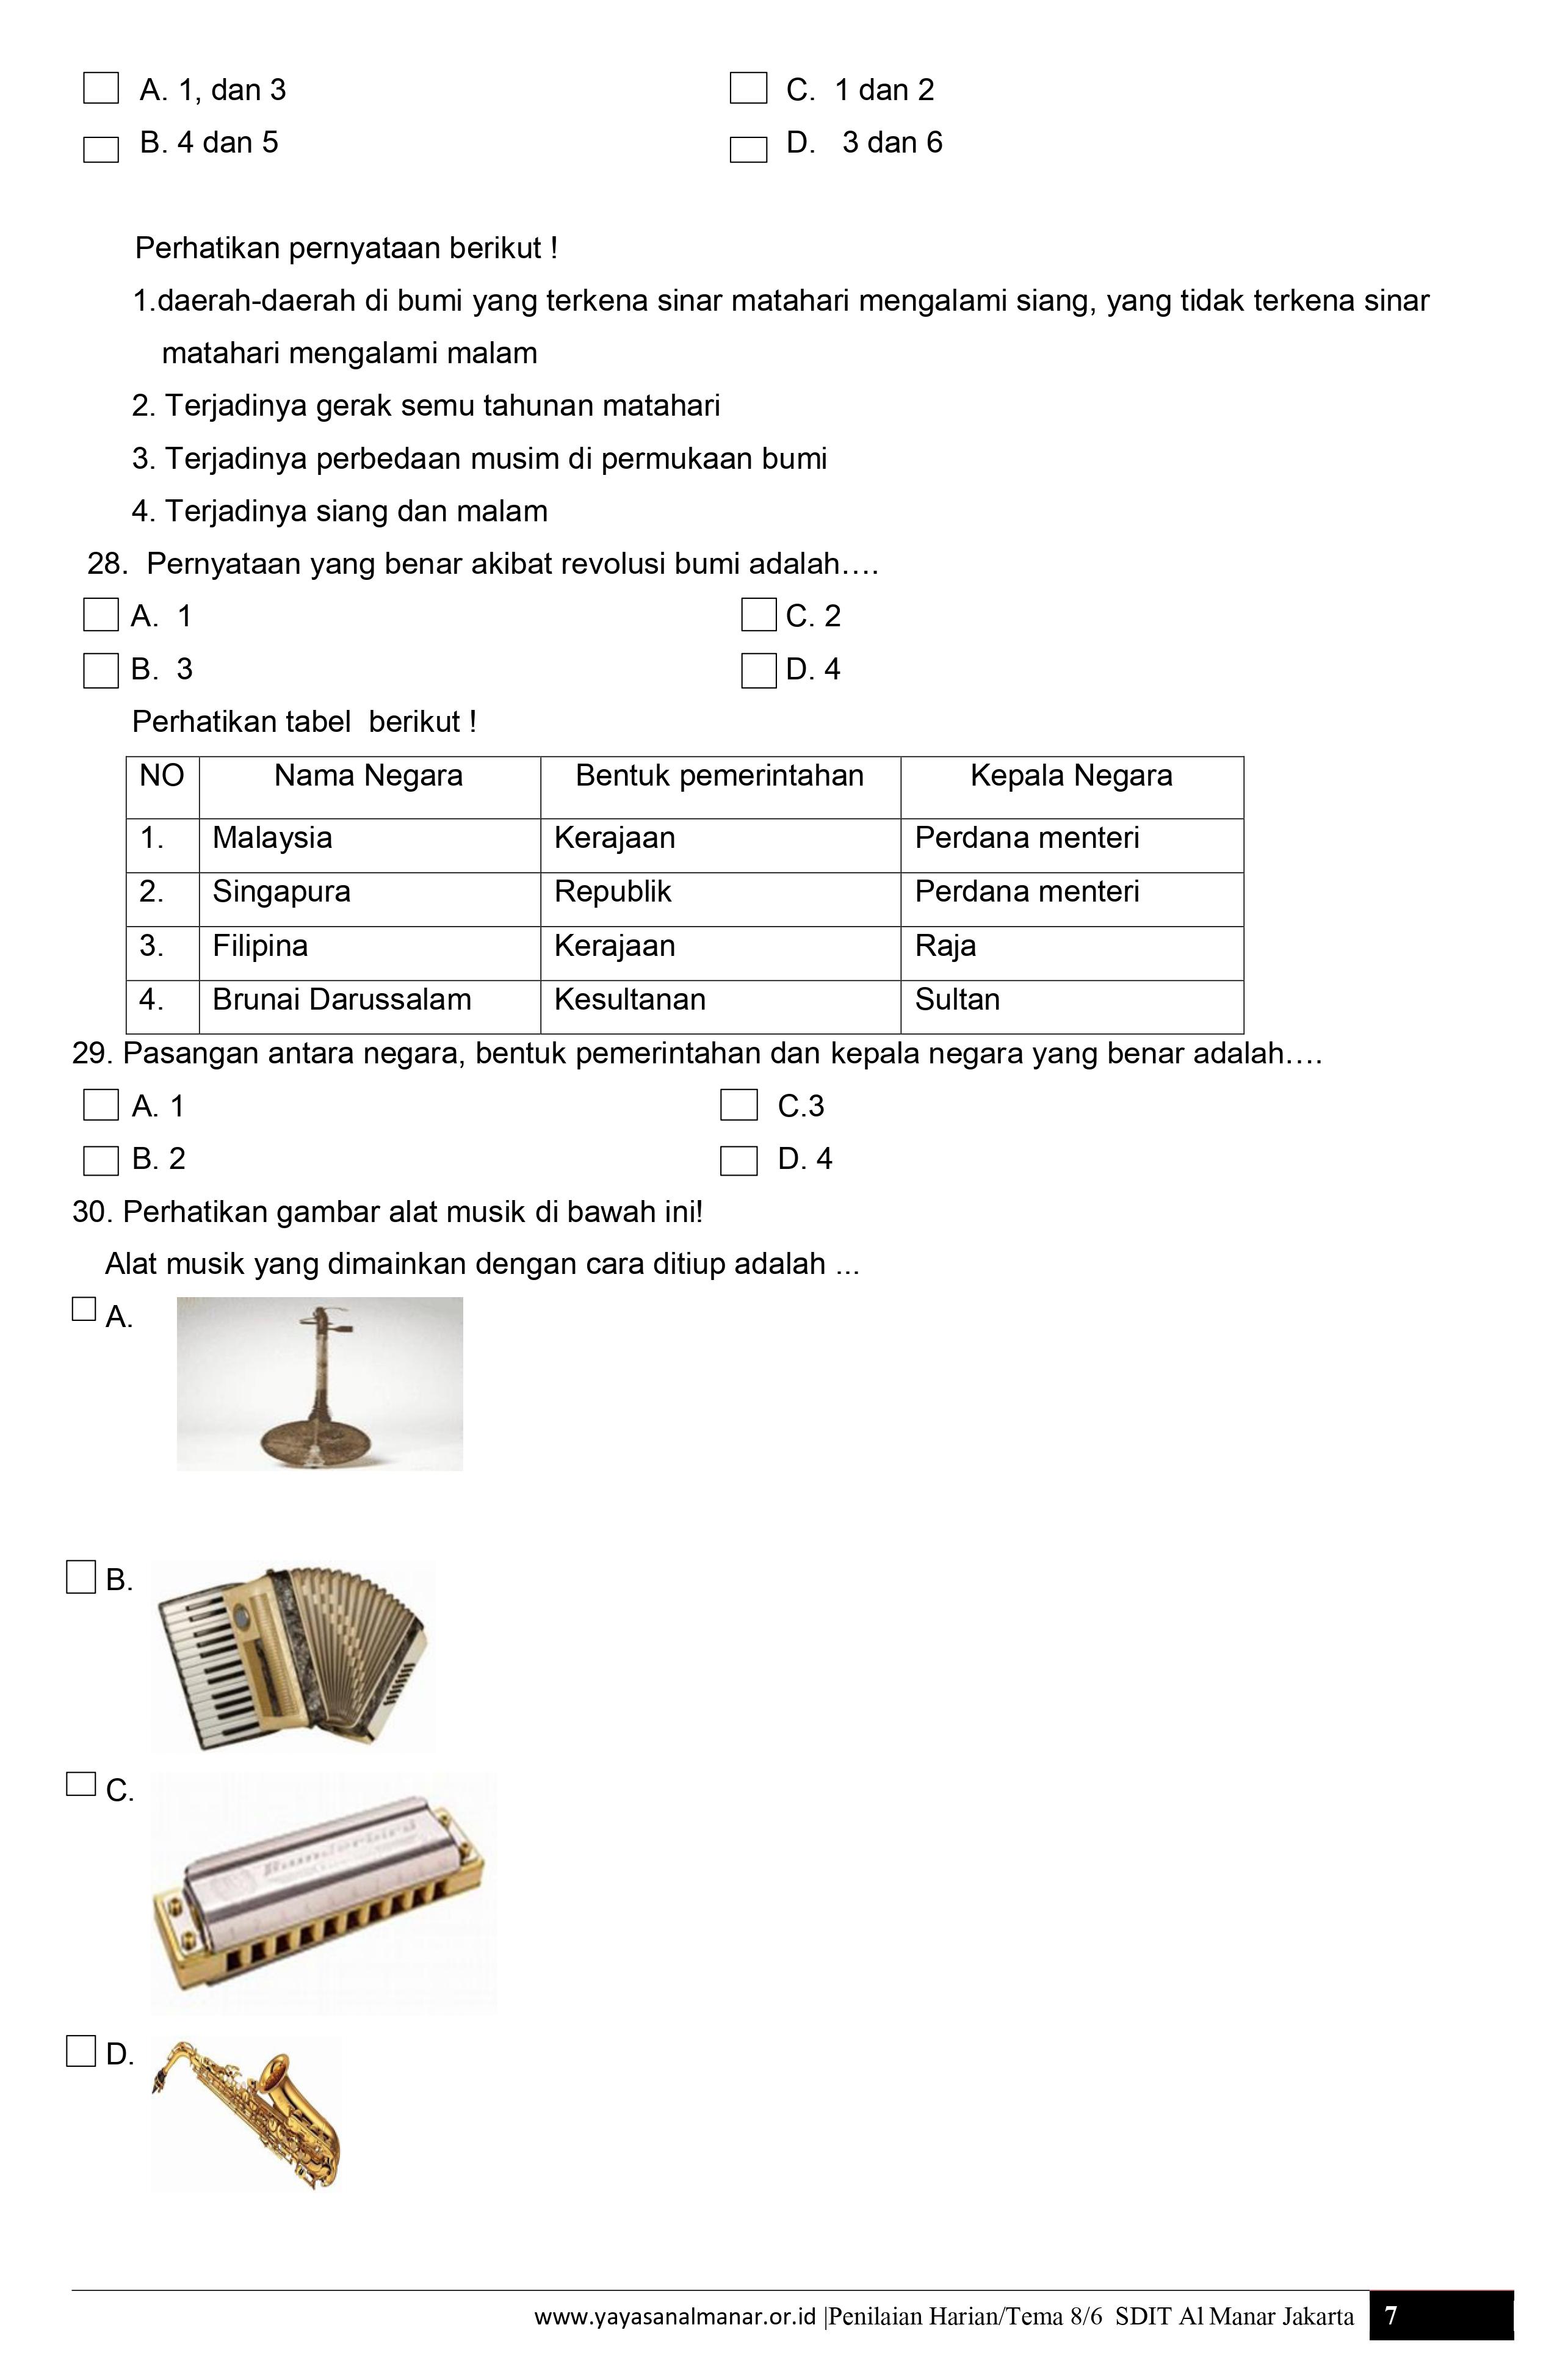 A. 1, dan 3 C. 1 dan 2
B. 4 dan 5 D. 3 dan 6
Perhatikan pernyataan berikut !
1.daerah-daerah di bumi yang terkena sinar matahari mengalami siang, yang tidak terkena sinar
matahari mengalami malam
2. Terjadinya gerak semu tahunan matahari
3. Terjadinya perbedaan musim di permukaan bumi
4. Terjadinya siang dan malam
28. Pernyataan yang benar akibat revolusi bumi adalah….
A. 1 C. 2
B. 3 D. 4
Perhatikan tabel berikut !
NO Nama Negara Bentuk pemerintahan Kepala Negara
1. Malaysia Kerajaan Perdana menteri
2. Singapura Republik Perdana menteri
3. Filipina Kerajaan Raja
4. Brunai Darussalam Kesultanan Sultan
29. Pasangan antara negara, bentuk pemerintahan dan kepala negara yang benar adalah….
A. 1 C.3
B. 2 D. 4
30. Perhatikan gambar alat musik di bawah ini!
Alat musik yang dimainkan dengan cara ditiup adalah ...
A.
B.
C.
D.
www.yayasanalmanar.or.id |Penilaian Harian/Tema 8/6 SDIT Al Manar Jakarta 7